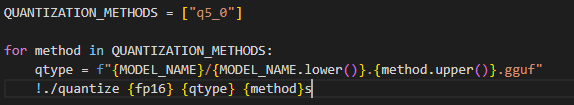 QUANTIZATION_METHODS = ["q5_0"]
for method in QUANTIZATION_METHODS:
    qtype = f"{MODEL_NAME}/{MODEL_NAME.lower()}.{method.upper()}.gguf"
    !./quantize {fp16} {qtype} {method}s